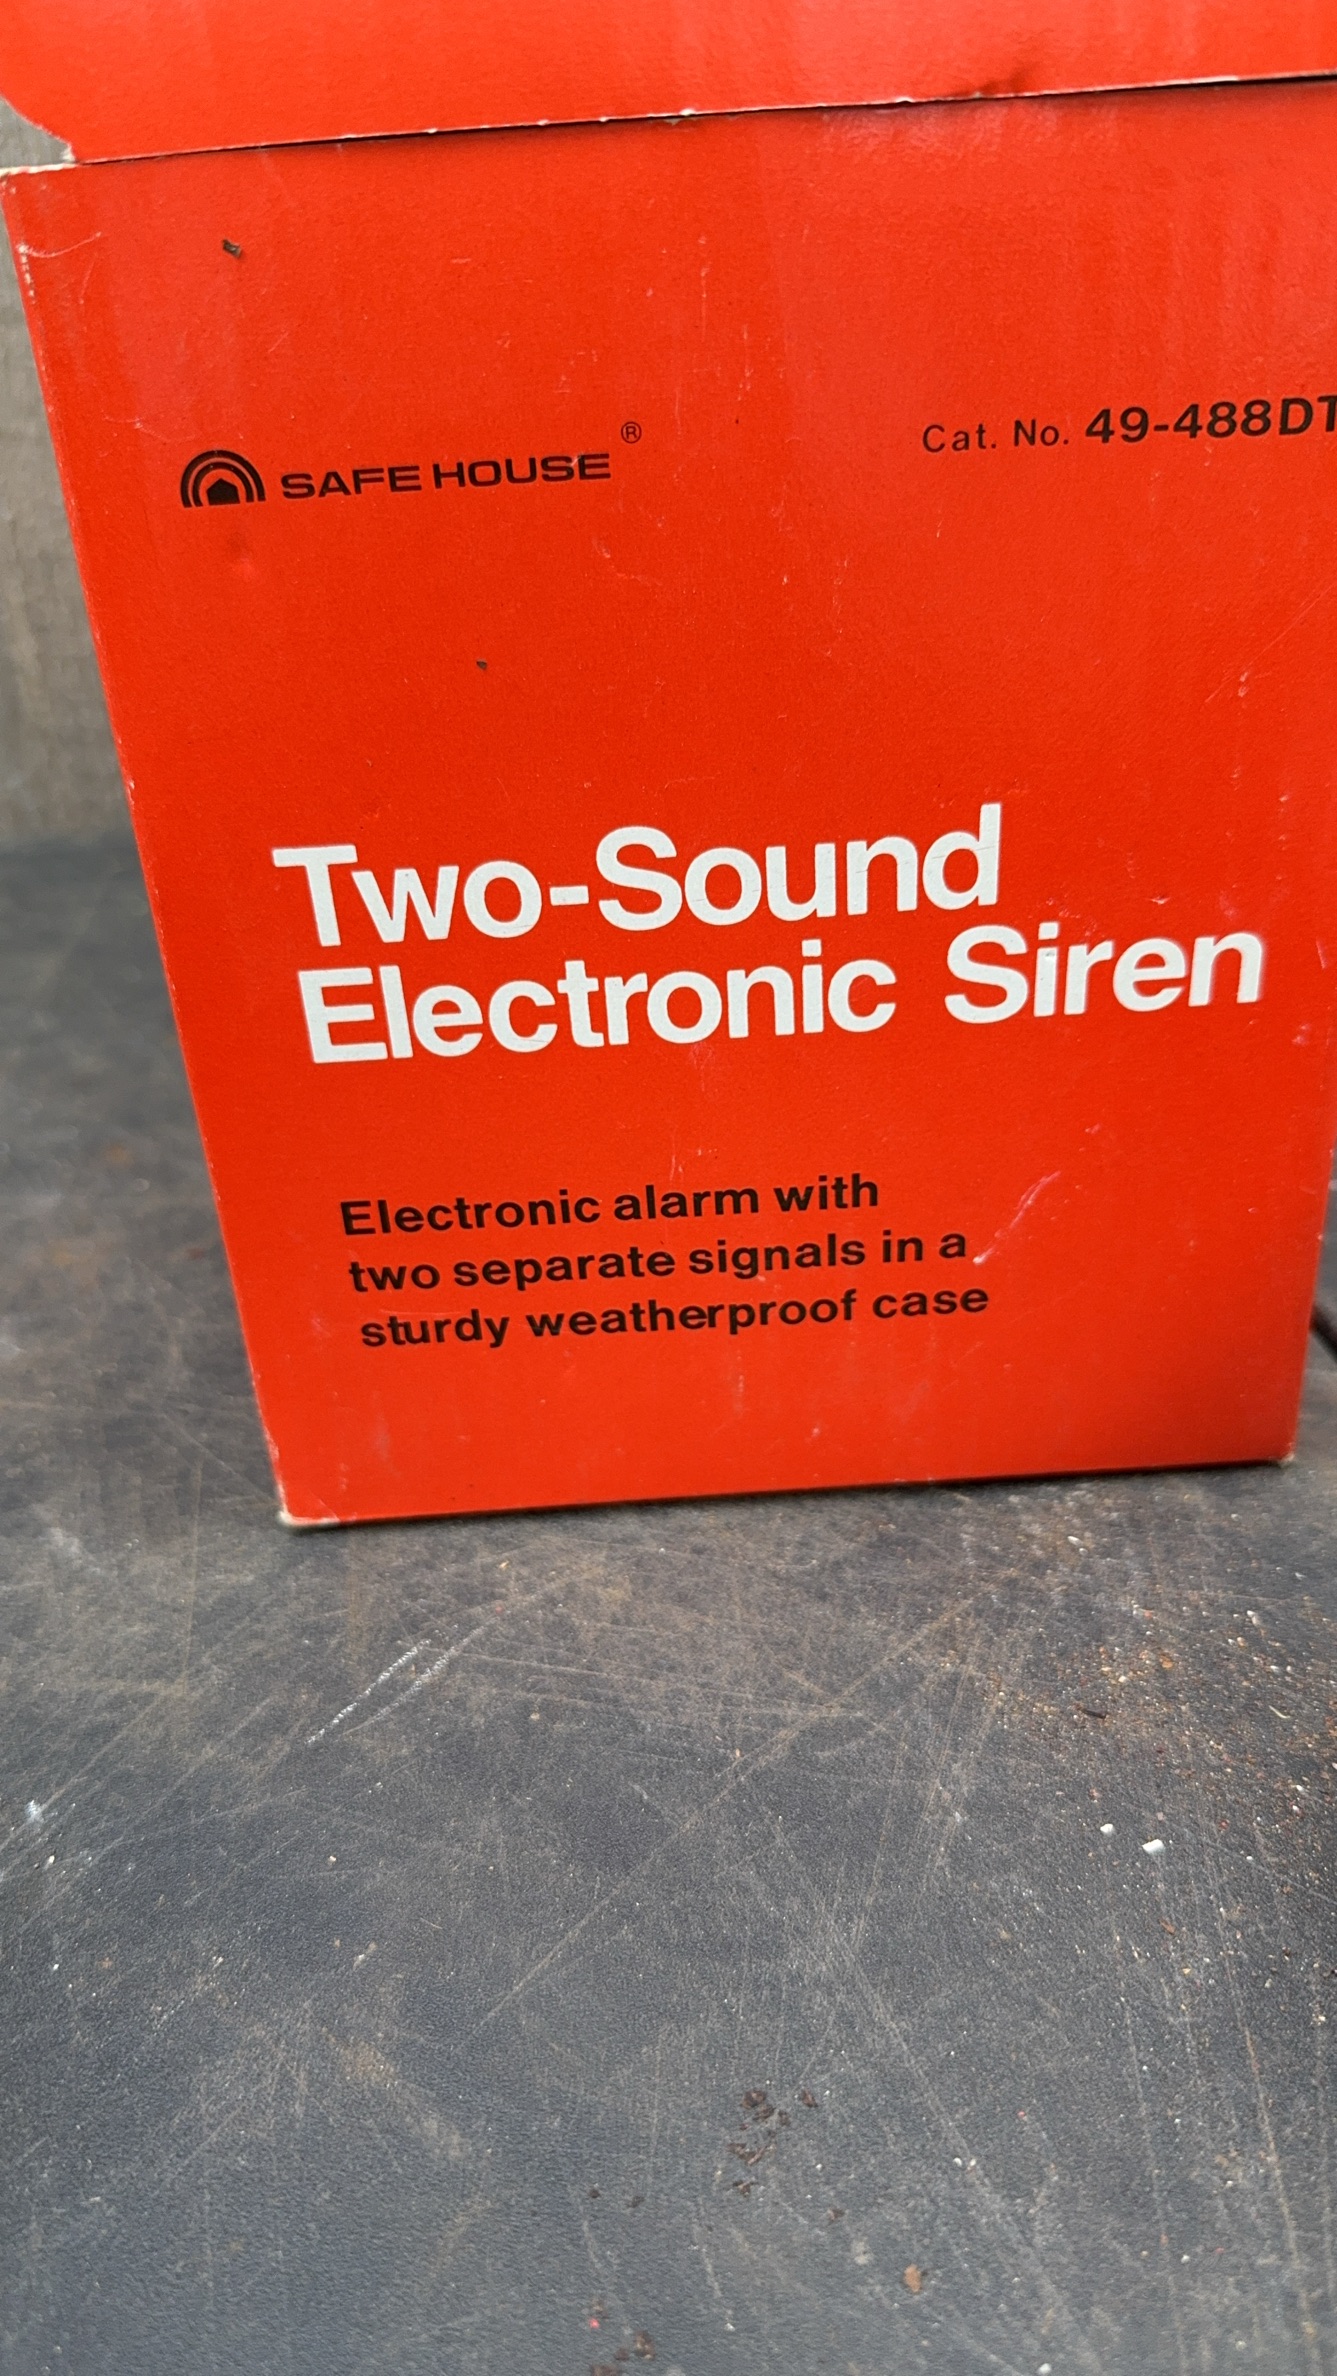 SAFE HOUSE ®
Cat. No. 49-488DT
Two-Sound
Electronic Siren
Electronic alarm with
two separate signals in a
sturdy weatherproof case